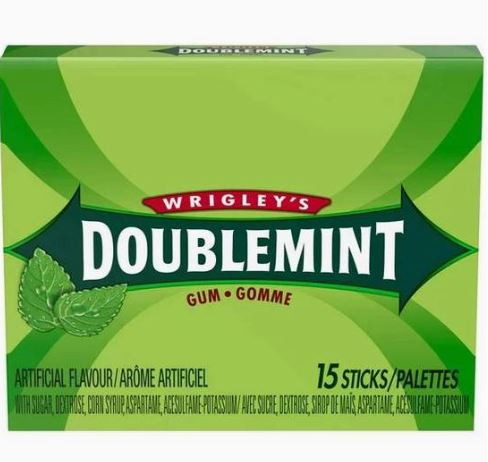 DOUBLEMINT
WRIGLEY'S
DOUBLEMINT
GUM • GOMME
ARTIFICIAL FLAVOUR/ARÔME ARTIFICIEL
15 STICKS/PALETTES
WITH SUGAR, DEXTROSE, CORN SYRUP, ASPARTAME, ACESULFAME-POTASSIUM/ AVEC SUCRE, DEXTROSE, SIROP DE MAÏS, ASPARTAME, ACÉSULFAME-POTASSIUM